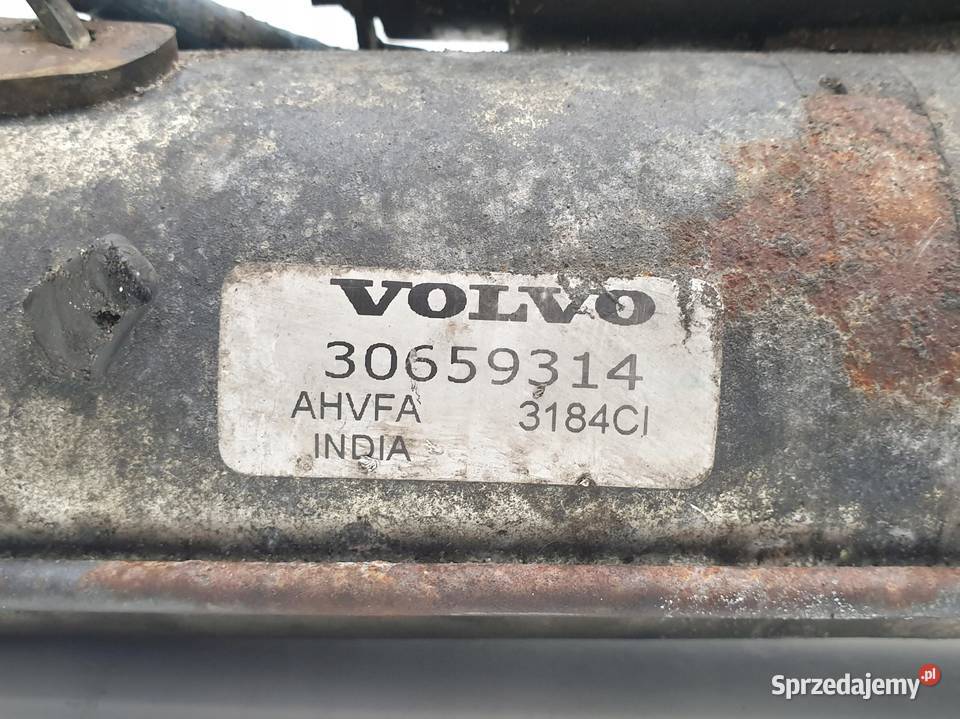 VOLVO
30659314
AHVFA 3184CI
INDIA
Sprzedajemy.pl